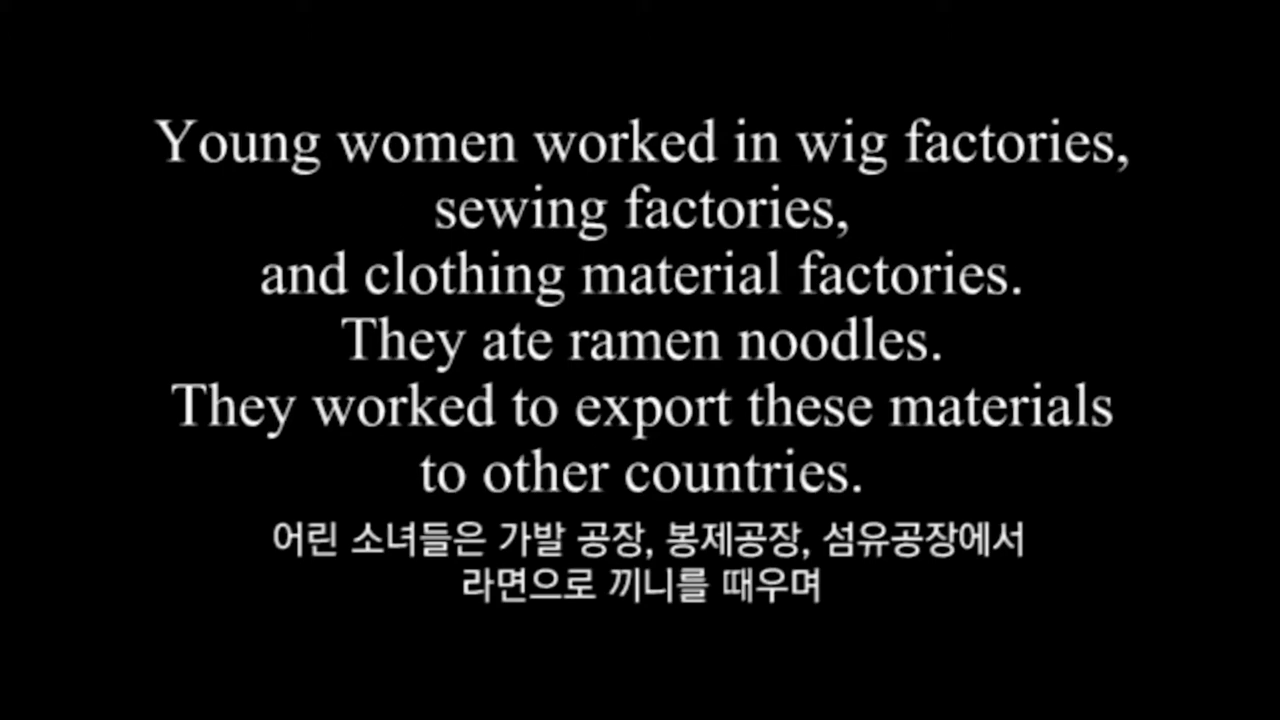 Young women worked in wig factories,
sewing factories,
and clothing material factories.
They ate ramen noodles.
They worked to export these materials
to other countries.
어린 소녀들은 가발 공장, 봉제공장, 섬유공장에서
라면으로 끼니를 때우며